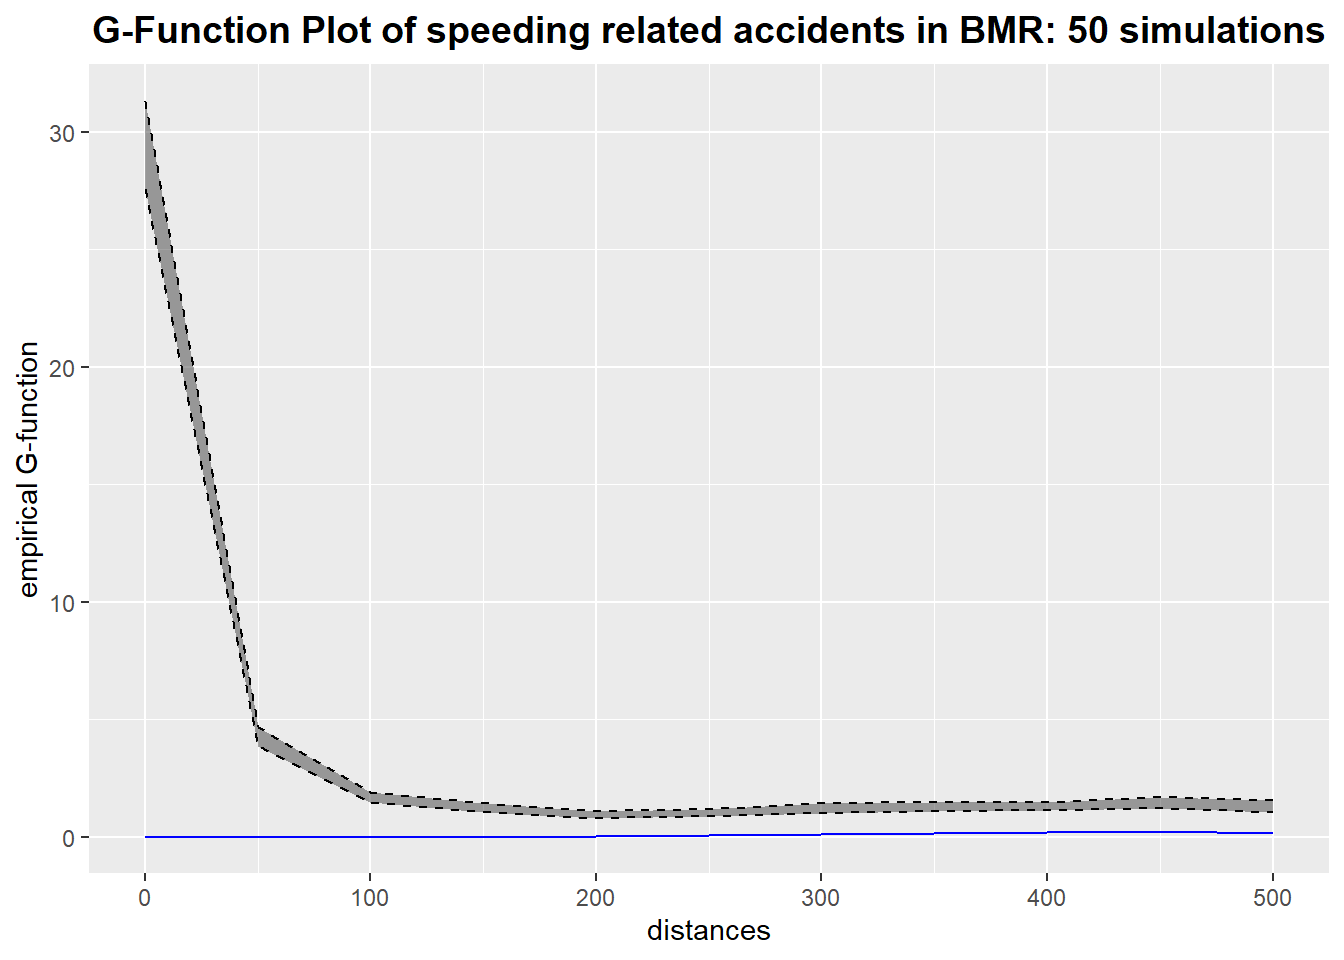 G-Function Plot of speeding related accidents in BMR: 50 simulations
30
20
10
0
empirical G-function
0 100 200 300 400 500
distances